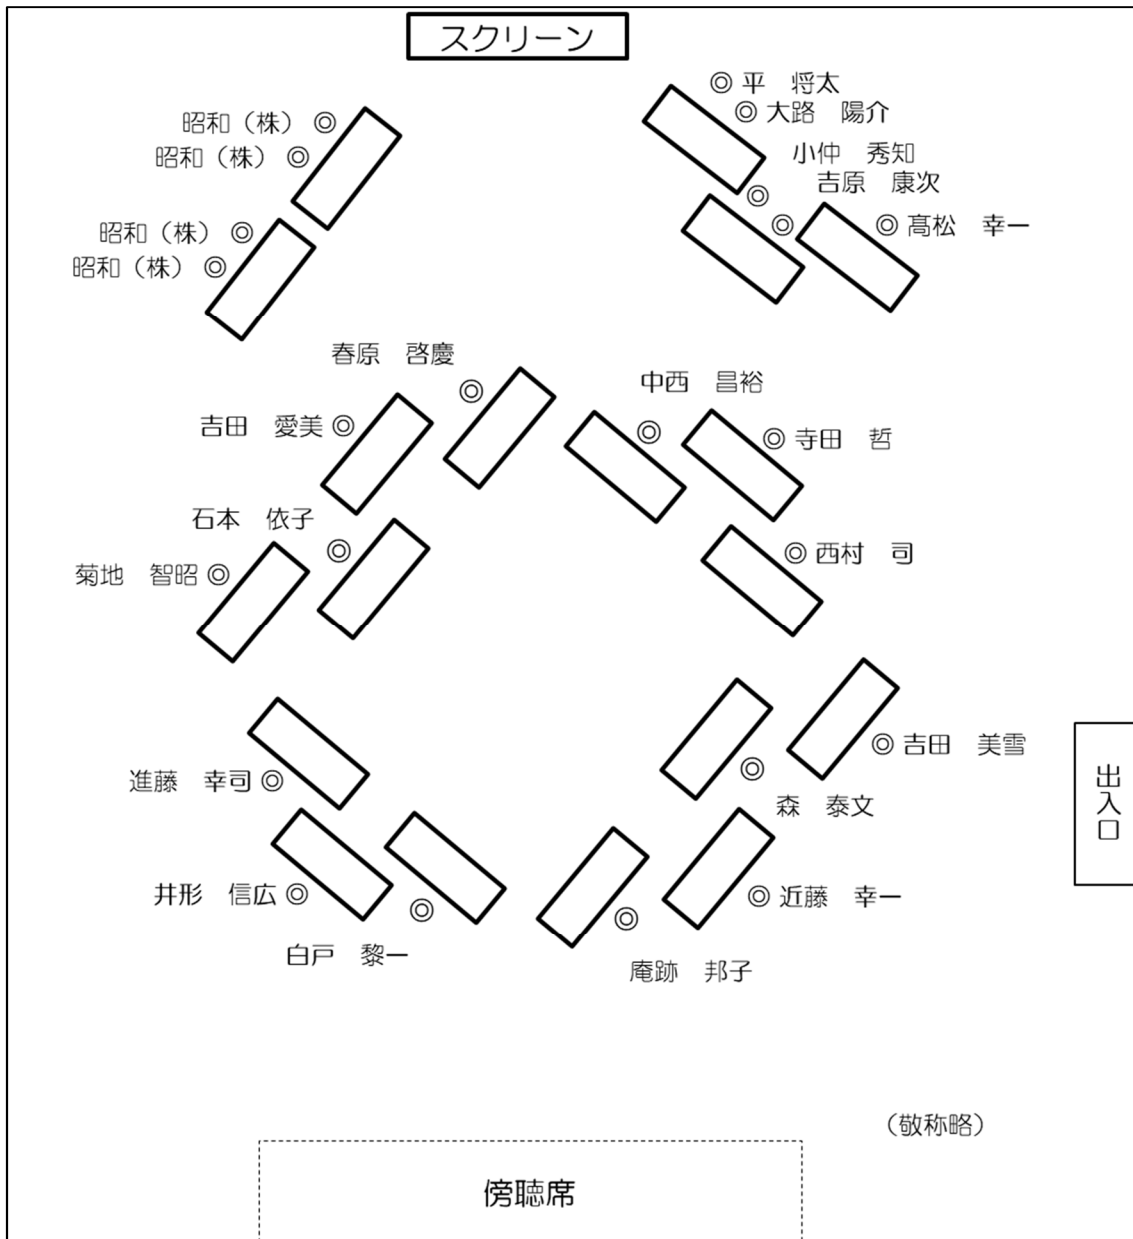 スクリーン
平　将太
大路　陽介
小仲　秀知
吉原　康次
髙松　幸一
昭和（株）
昭和（株）
昭和（株）
昭和（株）
春原　啓慶
吉田　愛美
石本　依子
菊地　智昭
中西　昌裕
寺田　哲
西村　司
進藤　幸司
井形　信広
白戸　黎一
吉田　美雪
森　泰文
近藤　幸一
庵跡　邦子
出入口
（敬称略）
傍聴席